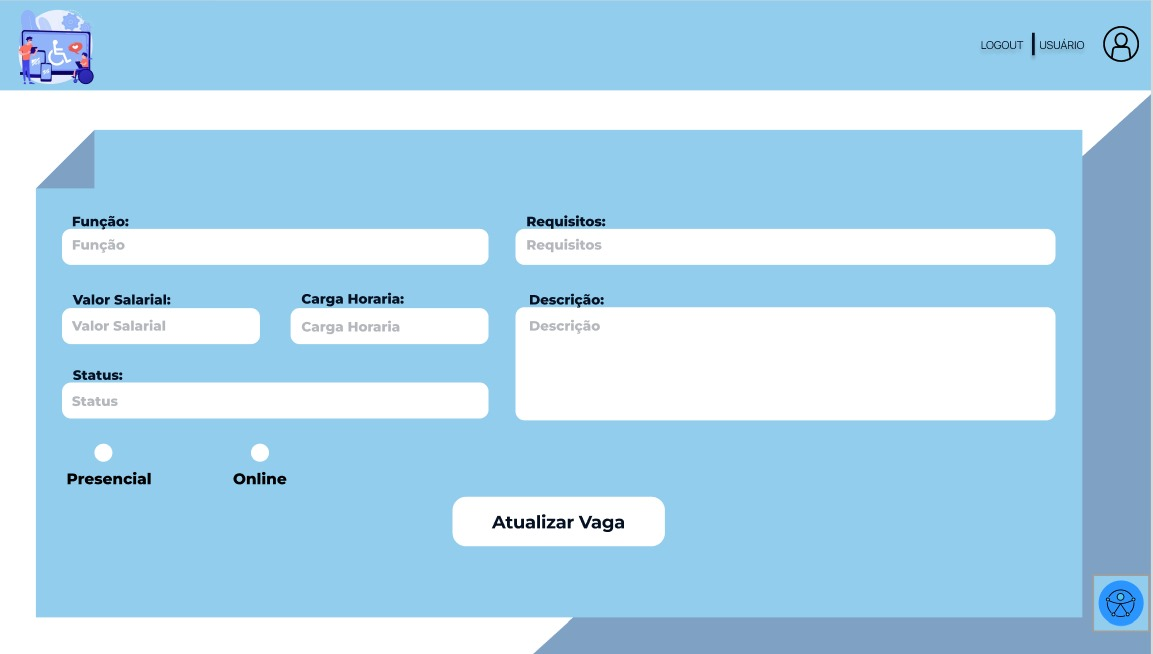 LOGOUT
USUÁRIO
Função:
Função
Requisitos:
Requisitos
Valor Salarial:
Valor Salarial
Carga Horaria:
Carga Horaria
Descrição:
Descrição
Status:
Status
Presencial
Online
Atualizar Vaga